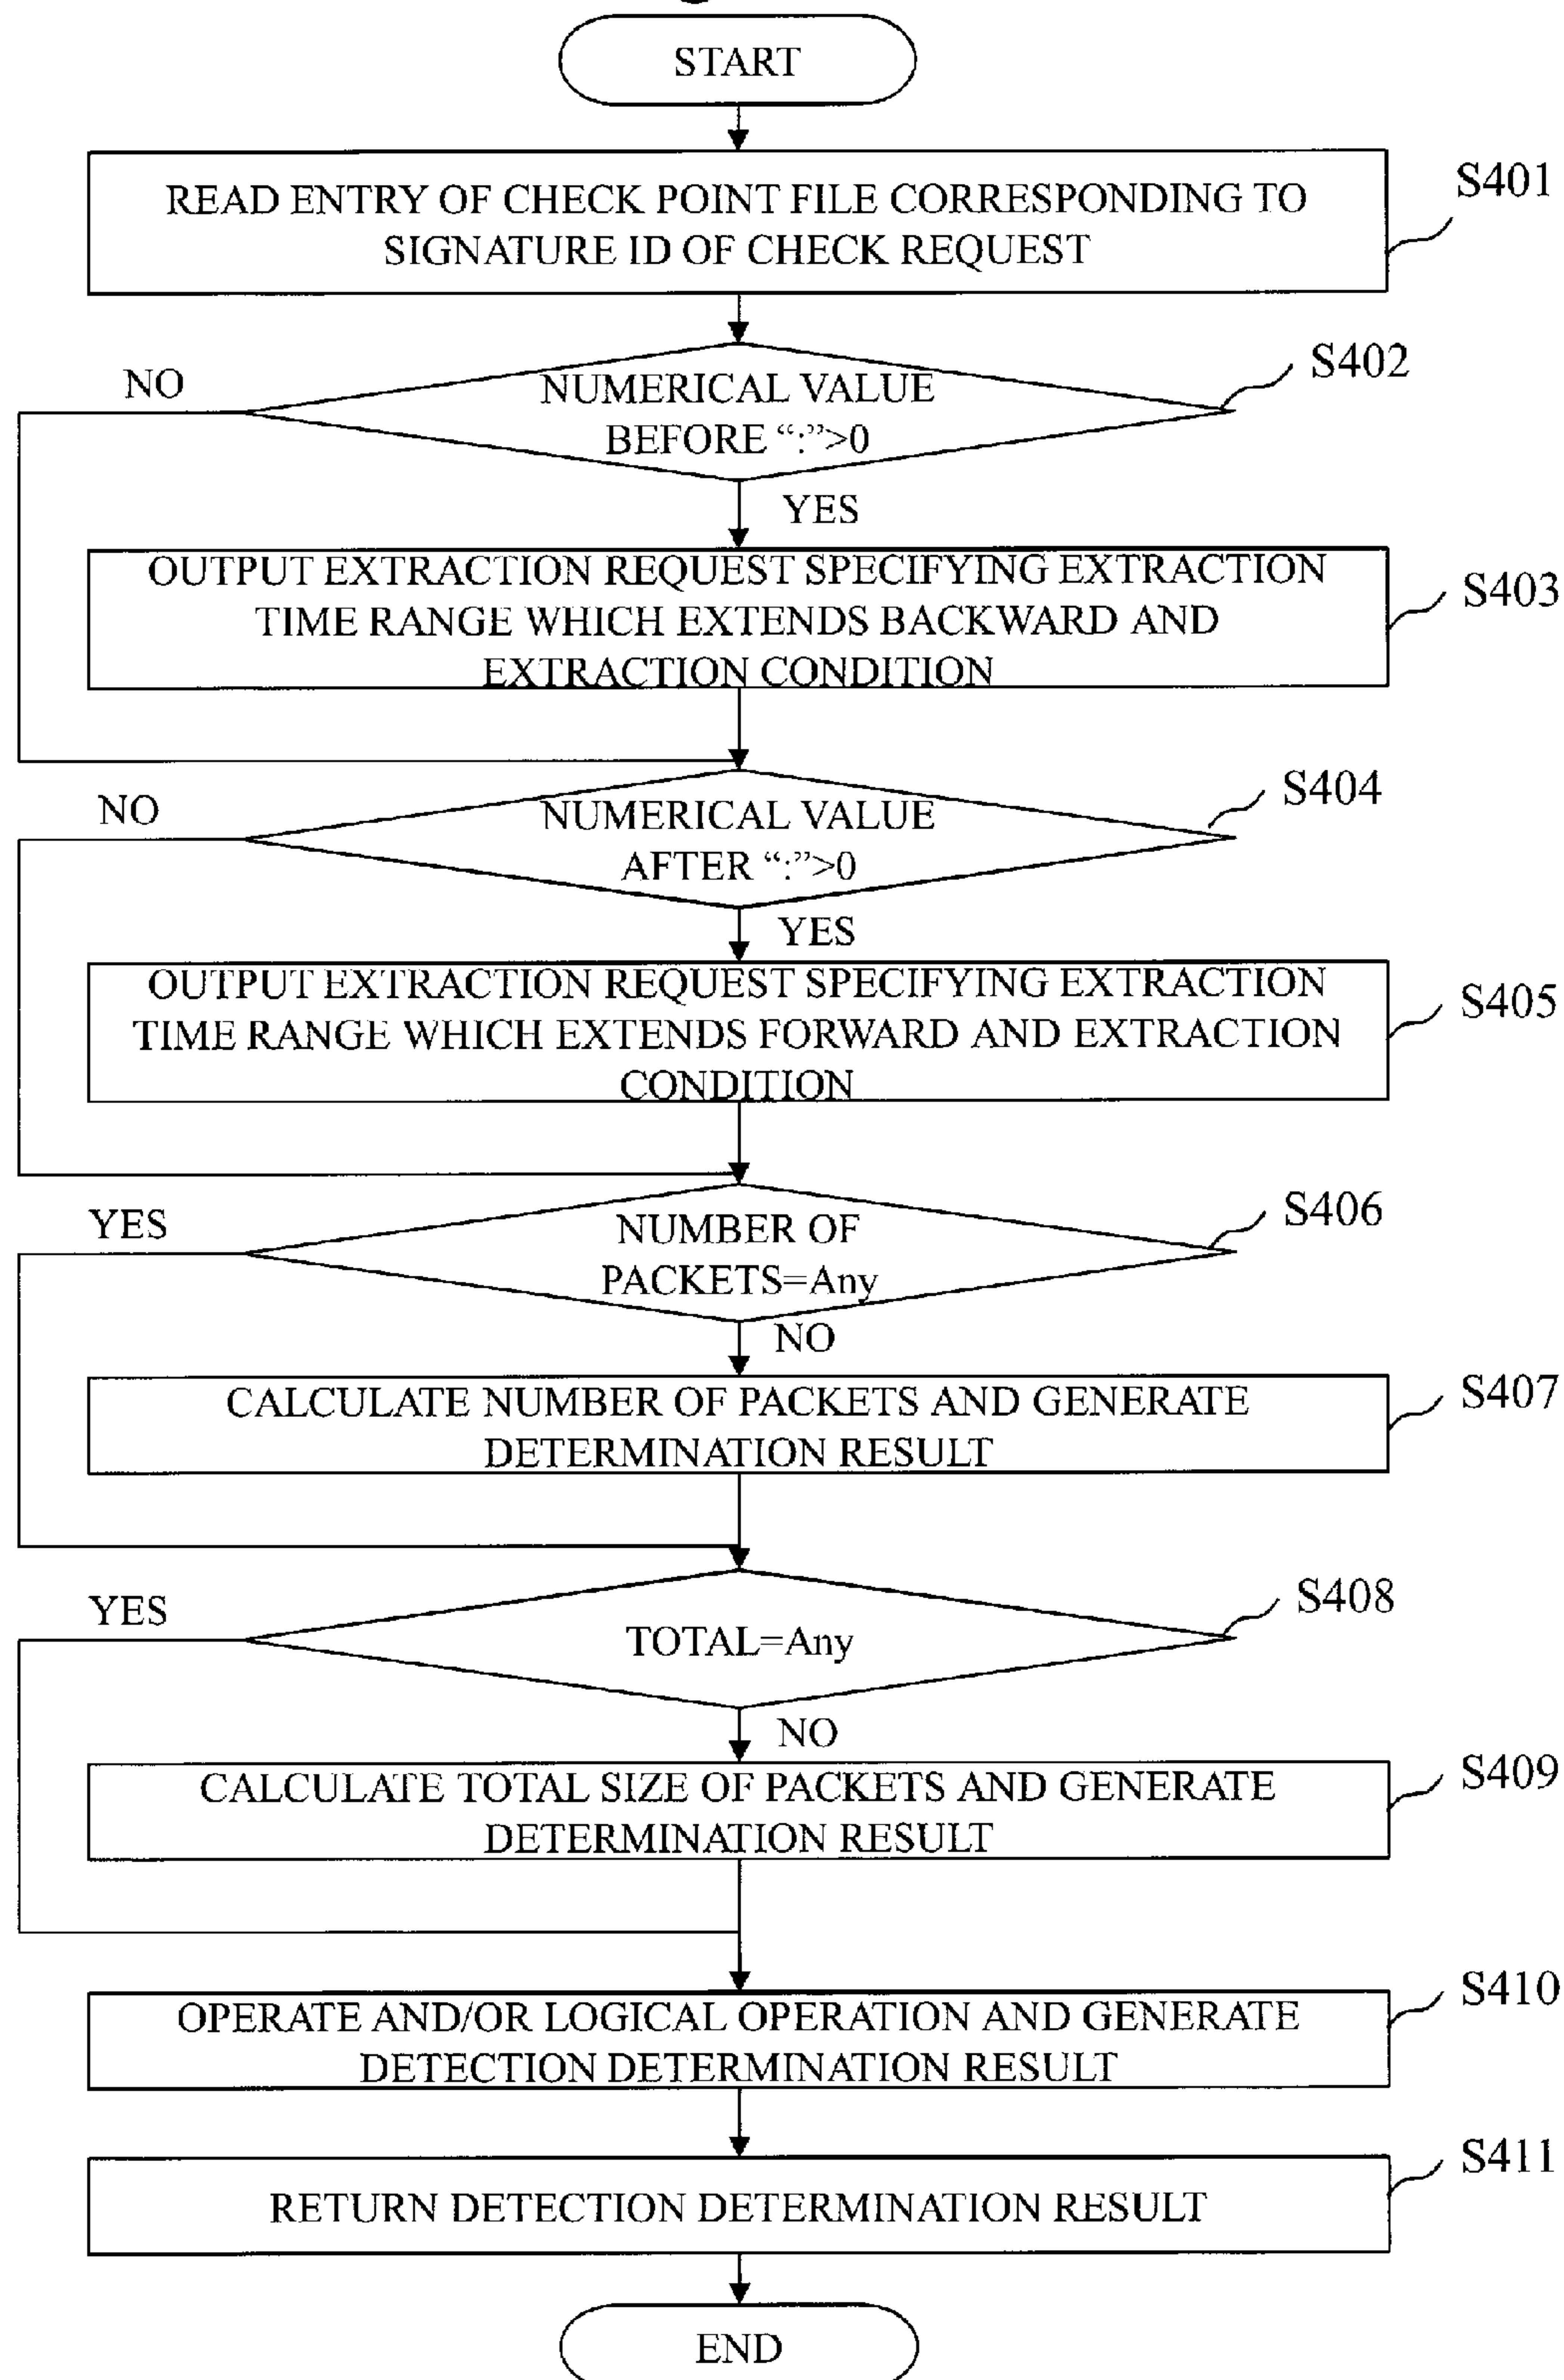 START
READ ENTRY OF CHECK POINT FILE CORRESPONDING TO
SIGNATURE ID OF CHECK REQUEST
S401
NUMERICAL VALUE
BEFORE “:”>0
S402
NO
YES
OUTPUT EXTRACTION REQUEST SPECIFYING EXTRACTION
TIME RANGE WHICH EXTENDS BACKWARD AND
EXTRACTION CONDITION
S403
NUMERICAL VALUE
AFTER “:”>0
S404
NO
YES
OUTPUT EXTRACTION REQUEST SPECIFYING EXTRACTION
TIME RANGE WHICH EXTENDS FORWARD AND EXTRACTION
CONDITION
S405
NUMBER OF
PACKETS=Any
S406
YES
NO
CALCULATE NUMBER OF PACKETS AND GENERATE
DETERMINATION RESULT
S407
TOTAL=Any
S408
YES
NO
CALCULATE TOTAL SIZE OF PACKETS AND GENERATE
DETERMINATION RESULT
S409
OPERATE AND/OR LOGICAL OPERATION AND GENERATE
DETECTION DETERMINATION RESULT
S410
RETURN DETECTION DETERMINATION RESULT
S411
END